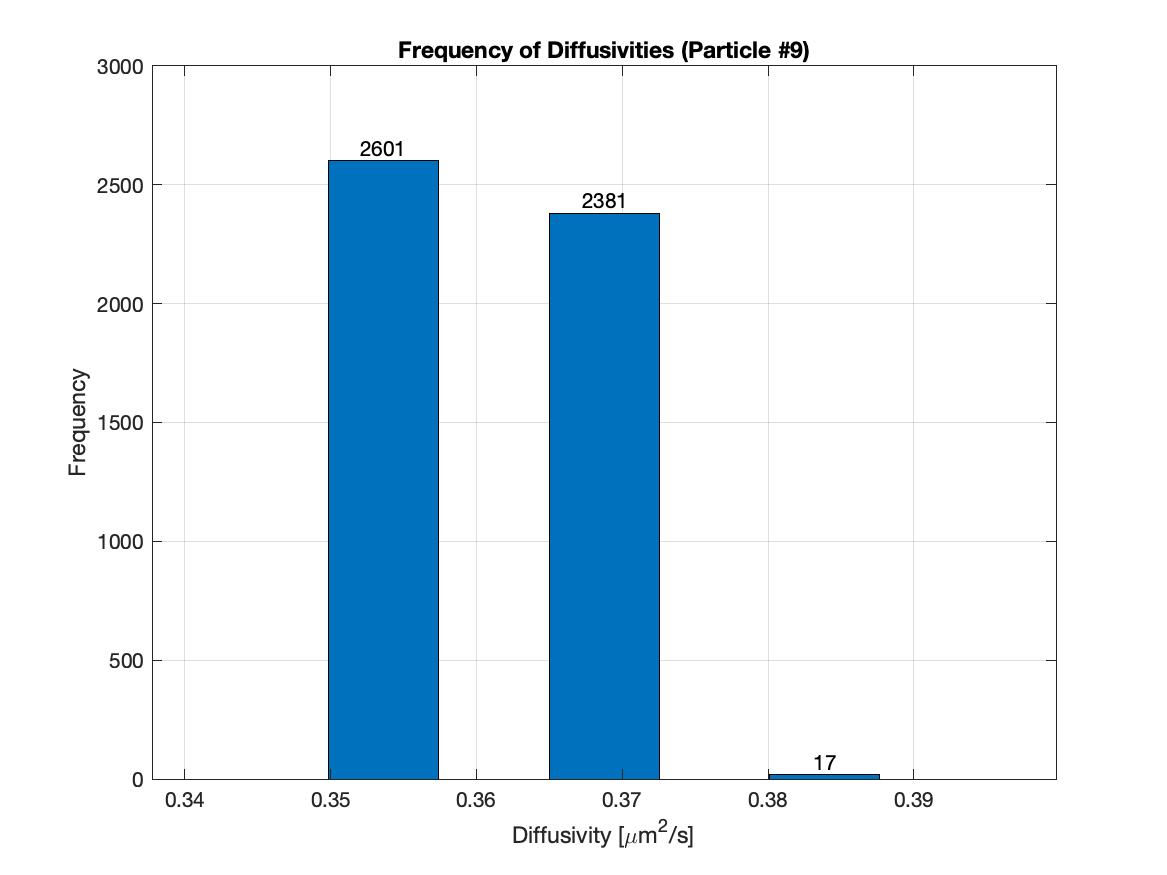 Frequency of Diffusivities (Particle #9)
3000
2500
2000
1500
1000
500
0
Frequency
2601
2381
17
0.34 0.35 0.36 0.37 0.38 0.39
Diffusivity [μm²/s]